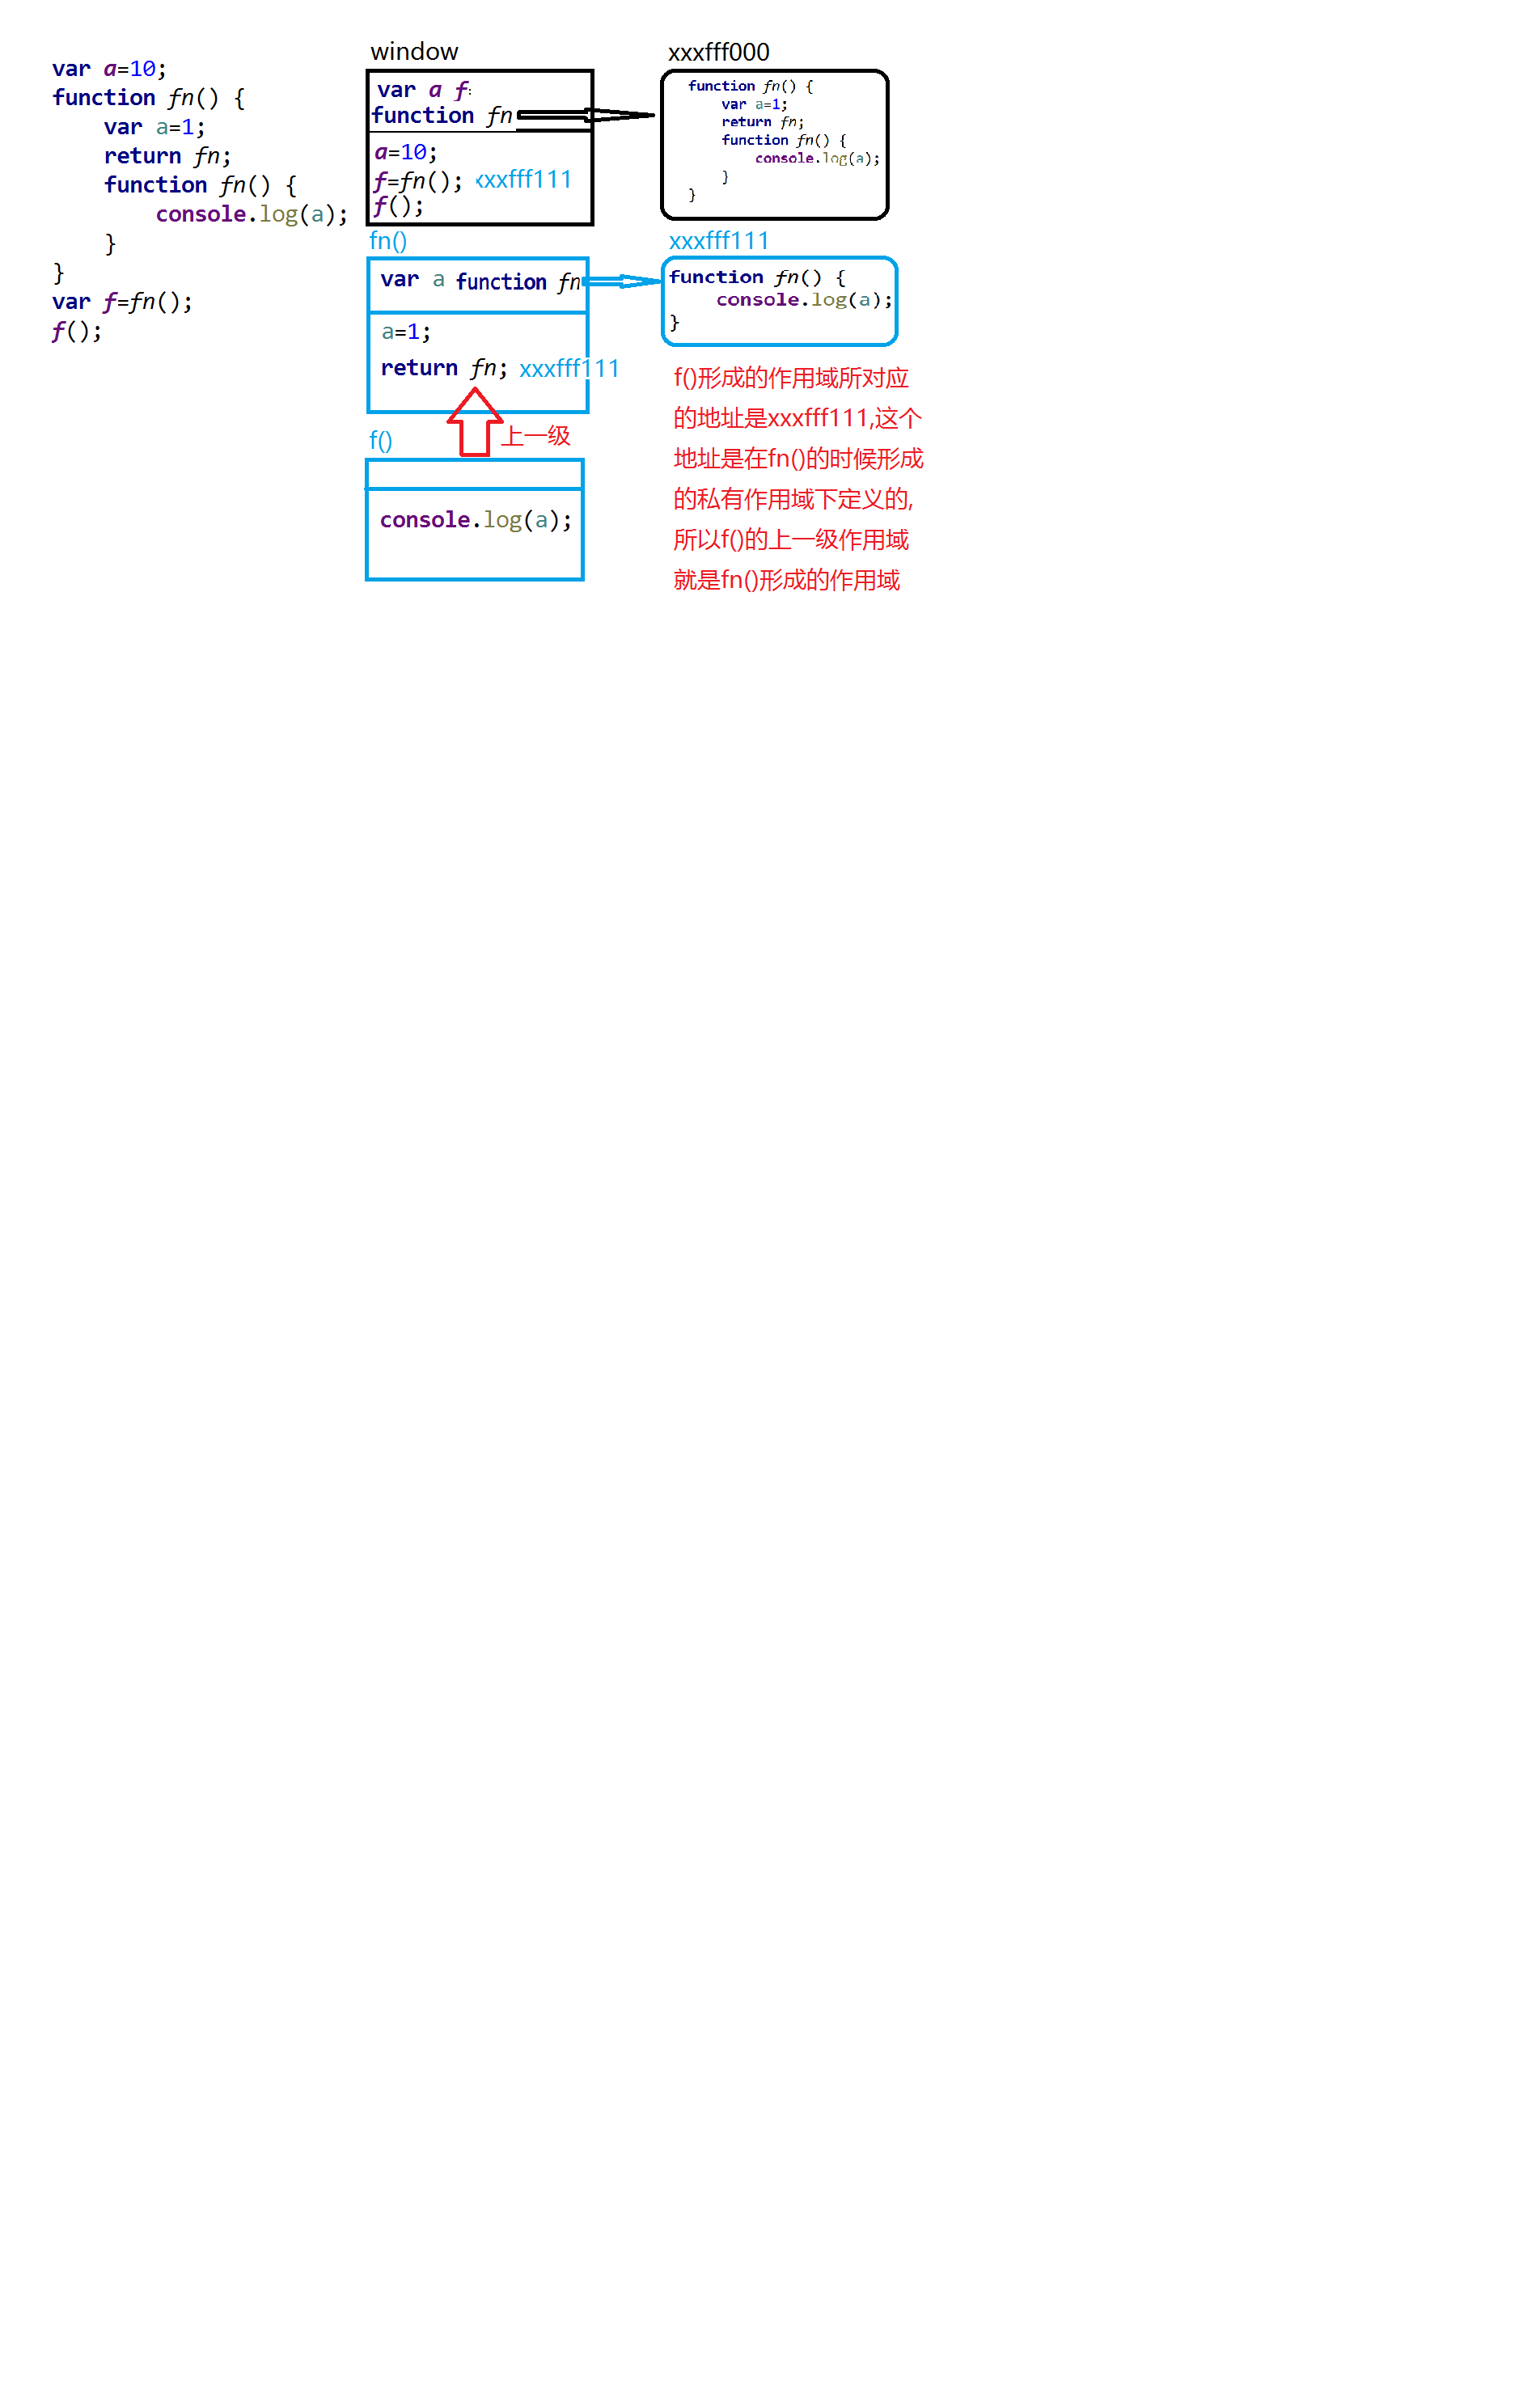 var a=10;
function fn() {
    var a=1;
    return fn;
    function fn() {
        console.log(a);
    }
}
var f=fn();
f();
window
var a f;
function fn
a=10;
f=fn(); xxxfff111
f();
xxxfff000
function fn() {
    var a=1;
    return fn;
    function fn() {
        console.log(a);
    }
}
fn()
var a function fn
a=1;
return fn; xxxfff111
上一级
f()
console.log(a);
xxxfff111
function fn() {
    console.log(a);
}
f()形成的作用域所对应
的地址是xxxfff111,这个
地址是在fn()的时候形成
的私有作用域下定义的,
所以f()的上一级作用域
就是fn()形成的作用域